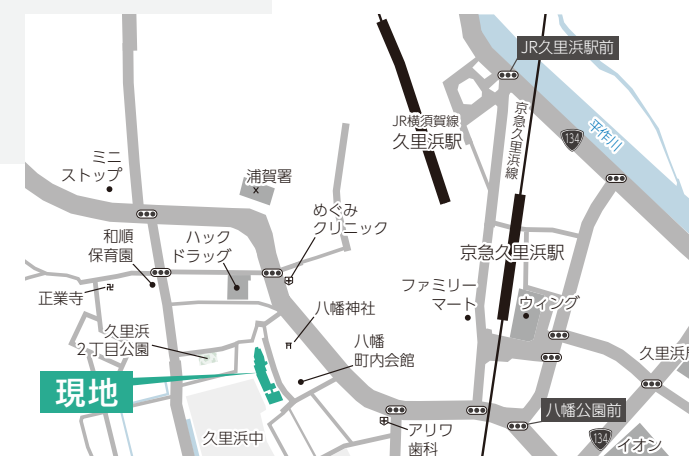 JR久里浜駅前
JR横須賀線
久里浜駅
京急久里浜線
134
平作川
ミニ
ストップ
浦賀署
めぐみ
クリニック
和順
保育園
ハック
ドラッグ
京急久里浜駅
正業寺
卍
ファミリー
マート
ウィング
八幡神社
久里浜
2丁目公園
八幡
町内会館
久里浜
現地
八幡公園前
久里浜中
アリワ
歯科
134
イオン